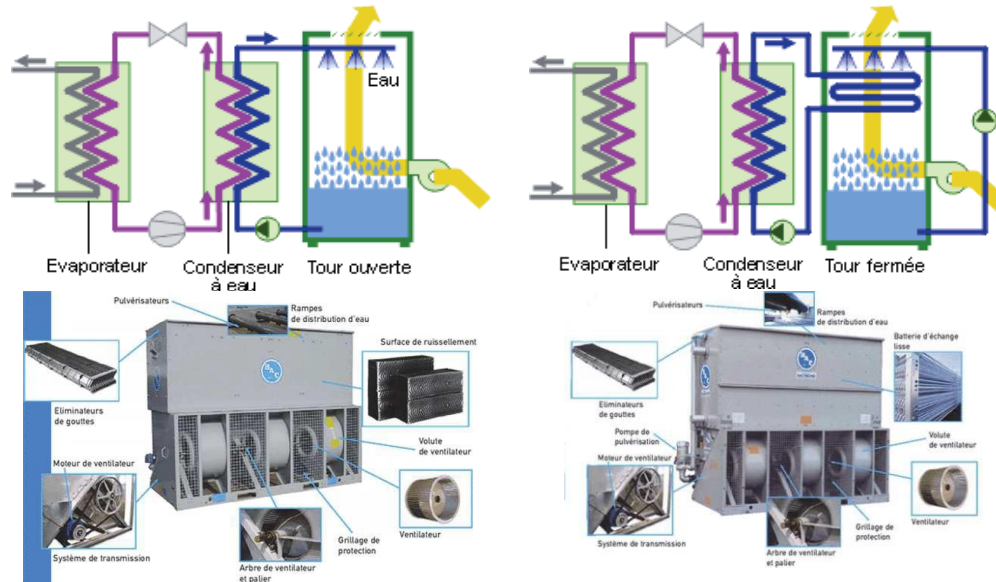 Eau
Evaporateur
Condenseur
à eau
Tour ouverte
Evaporateur
Condenseur
à eau
Tour fermée
Pulvérisateurs
Rampes
de distribution d'eau
Surface de ruissellement
Eliminateurs
de gouttes
Moteur de ventilateur
Volute
de ventilateur
Système de transmission
Arbre de ventilateur
et palier
Grillage de
protection
Ventilateur
BAC
Pulvérisateurs
Rampes
de distribution d'eau
Batterie d'échange
lisse
Eliminateurs
de gouttes
Pompe de
pulvérisation
Moteur de ventilateur
Volute
de ventilateur
Système de transmission
Arbre de ventilateur
et palier
Grillage de
protection
Ventilateur
BAC